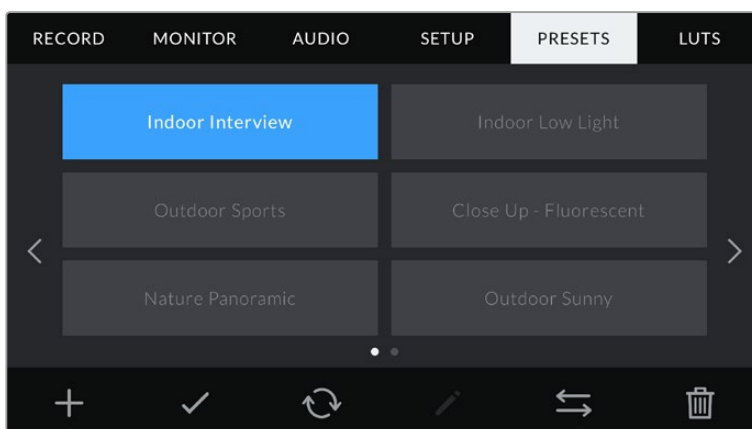 RECORD MONITOR AUDIO SETUP PRESETS LUTS
Indoor Interview Indoor Low Light
Outdoor Sports Close Up - Fluorescent
Nature Panoramic Outdoor Sunny